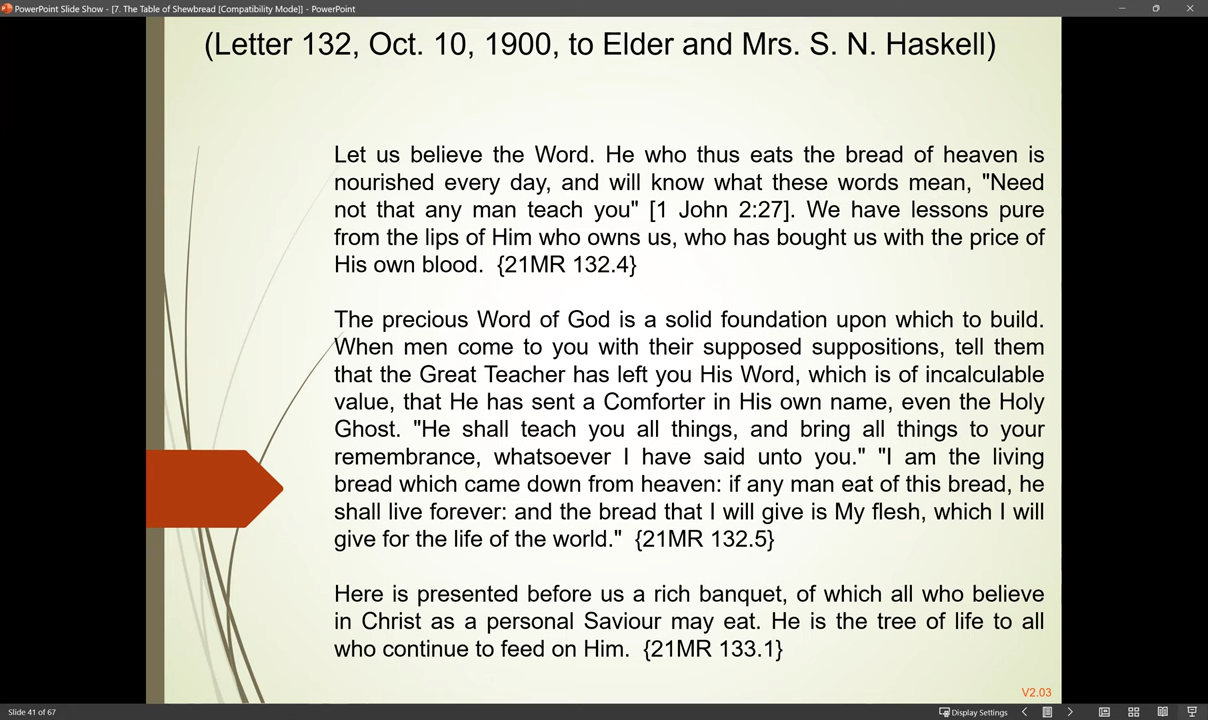 PowerPoint Slide Show - [7. The Table of Shewbread [Compatibility Mode]] - PowerPoint
(Letter 132, Oct. 10, 1900, to Elder and Mrs. S. N. Haskell)
Let us believe the Word. He who thus eats the bread of heaven is
nourished every day, and will know what these words mean, "Need
not that any man teach you" [1 John 2:27]. We have lessons pure
from the lips of Him who owns us, who has bought us with the price of
His own blood. {21MR 132.4}
The precious Word of God is a solid foundation upon which to build.
When men come to you with their supposed suppositions, tell them
that the Great Teacher has left you His Word, which is of incalculable
value, that He has sent a Comforter in His own name, even the Holy
Ghost. "He shall teach you all things, and bring all things to your
remembrance, whatsoever I have said unto you." "I am the living
bread which came down from heaven: if any man eat of this bread, he
shall live forever: and the bread that I will give is My flesh, which I will
give for the life of the world." {21MR 132.5}
Here is presented before us a rich banquet, of which all who believe
in Christ as a personal Saviour may eat. He is the tree of life to all
who continue to feed on Him. {21MR 133.1}
V2.03
Slide 41 of 67
Display Settings